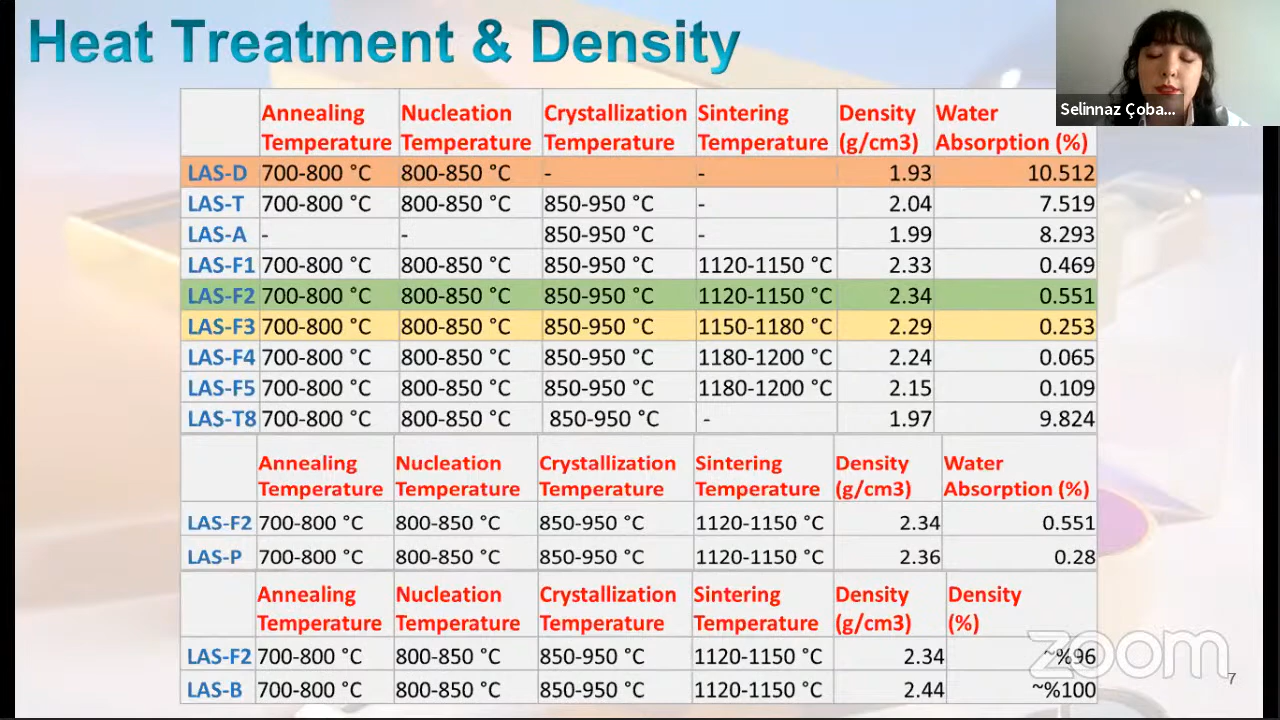 Heat Treatment & Density
Selinnaz Çoba...
Annealing Temperature Nucleation Temperature Crystallization Temperature Sintering Temperature Density (g/cm3) Water Absorption (%)
LAS-D 700-800 °C 800-850 °C - - 1.93 10.512
LAS-T 700-800 °C 800-850 °C 850-950 °C - 2.04 7.519
LAS-A - - 850-950 °C - 1.99 8.293
LAS-F1 700-800 °C 800-850 °C 850-950 °C 1120-1150 °C 2.33 0.469
LAS-F2 700-800 °C 800-850 °C 850-950 °C 1120-1150 °C 2.34 0.551
LAS-F3 700-800 °C 800-850 °C 850-950 °C 1150-1180 °C 2.29 0.253
LAS-F4 700-800 °C 800-850 °C 850-950 °C 1180-1200 °C 2.24 0.065
LAS-F5 700-800 °C 800-850 °C 850-950 °C 1180-1200 °C 2.15 0.109
LAS-T8 700-800 °C 800-850 °C 850-950 °C - 1.97 9.824
Annealing Temperature Nucleation Temperature Crystallization Temperature Sintering Temperature Density (g/cm3) Water Absorption (%)
LAS-F2 700-800 °C 800-850 °C 850-950 °C 1120-1150 °C 2.34 0.551
LAS-P 700-800 °C 800-850 °C 850-950 °C 1120-1150 °C 2.36 0.28
Annealing Temperature Nucleation Temperature Crystallization Temperature Sintering Temperature Density (g/cm3) Density (%)
LAS-F2 700-800 °C 800-850 °C 850-950 °C 1120-1150 °C 2.34 ~%96
LAS-B 700-800 °C 800-850 °C 850-950 °C 1120-1150 °C 2.44 ~%100
zoom
7